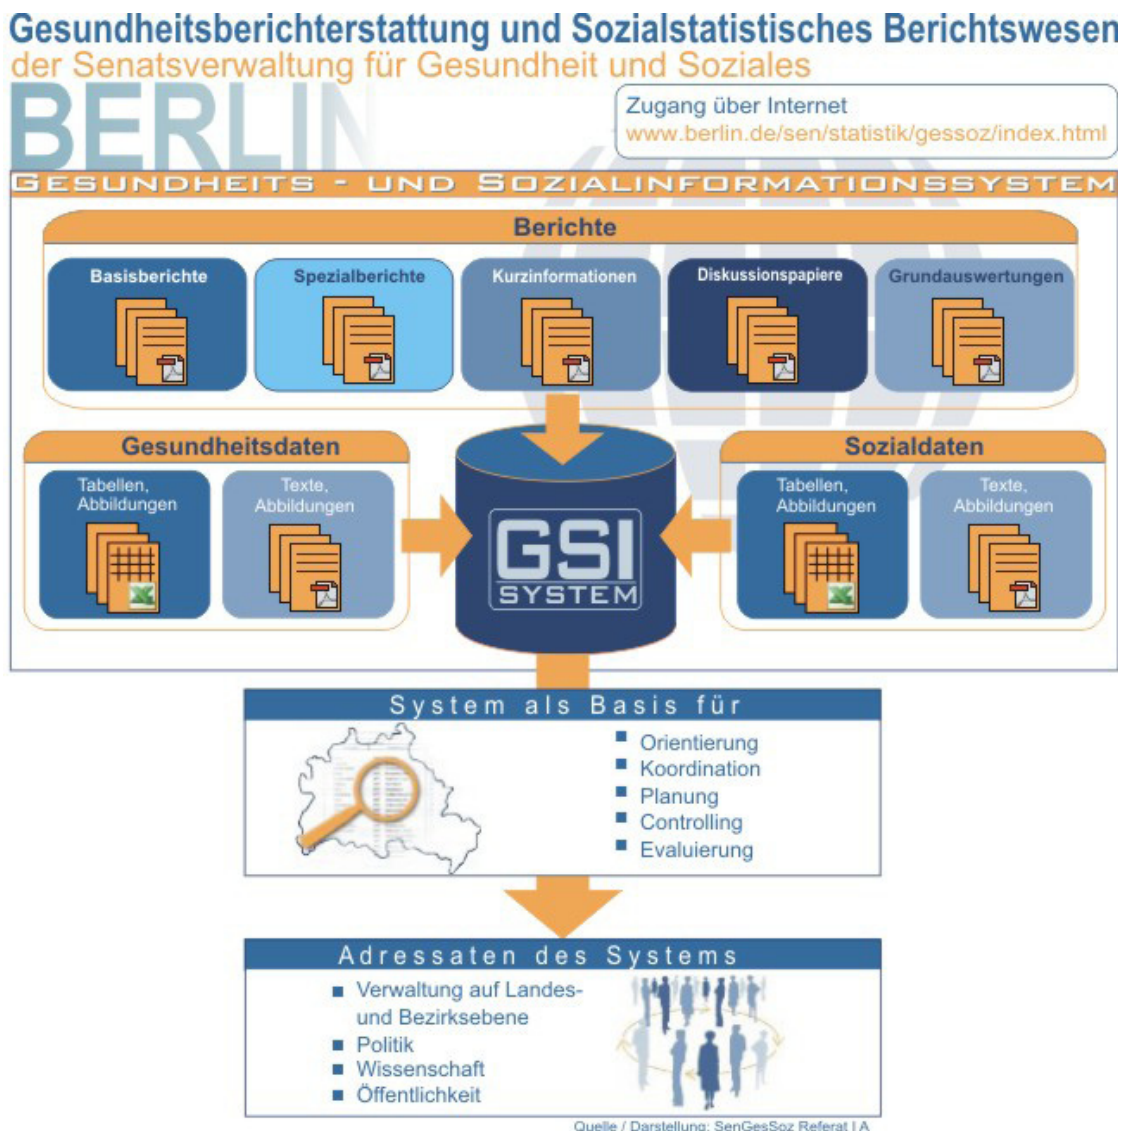 Gesundheitsberichterstattung und Sozialstatistisches Berichtswesen
der Senatsverwaltung für Gesundheit und Soziales
BERLIN
Zugang über Internet
www.berlin.de/sen/statistik/gessoz/index.html
GESUNDHEITS - UND SOZIALINFORMATIONSSYSTEM
Berichte
Basisberichte
Spezialberichte
Kurzinformationen
Diskussionspapiere
Grundauswertungen
Gesundheitsdaten
Tabellen,
Abbildungen
Texte,
Abbildungen
GSI
SYSTEM
Sozialdaten
Tabellen,
Abbildungen
Texte,
Abbildungen
System als Basis für
▪ Orientierung
▪ Koordination
▪ Planung
▪ Controlling
▪ Evaluierung
Adressaten des Systems
▪ Verwaltung auf Landes-
und Bezirksebene
▪ Politik
▪ Wissenschaft
▪ Öffentlichkeit
Quelle / Darstellung: SenGesSoz Referat I A